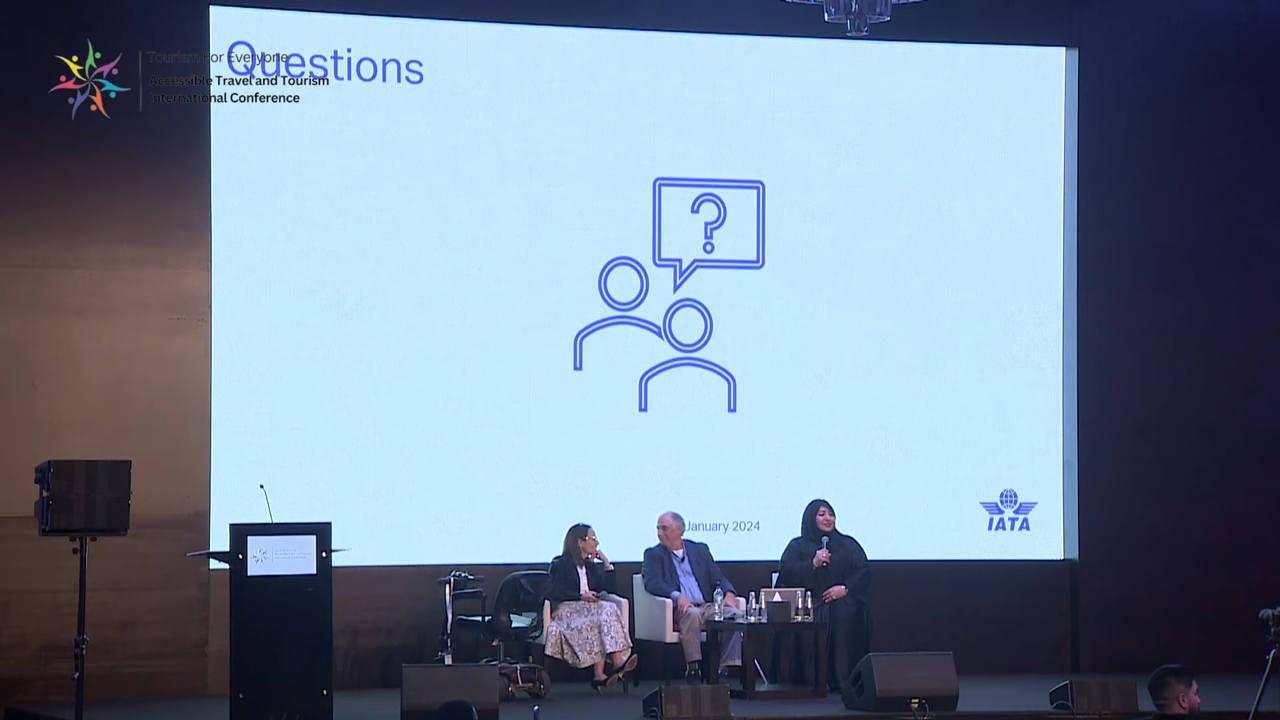 Tourism For Everyone
Accessible Travel and Tourism
International Conference
Questions
?
January 2024
IATA